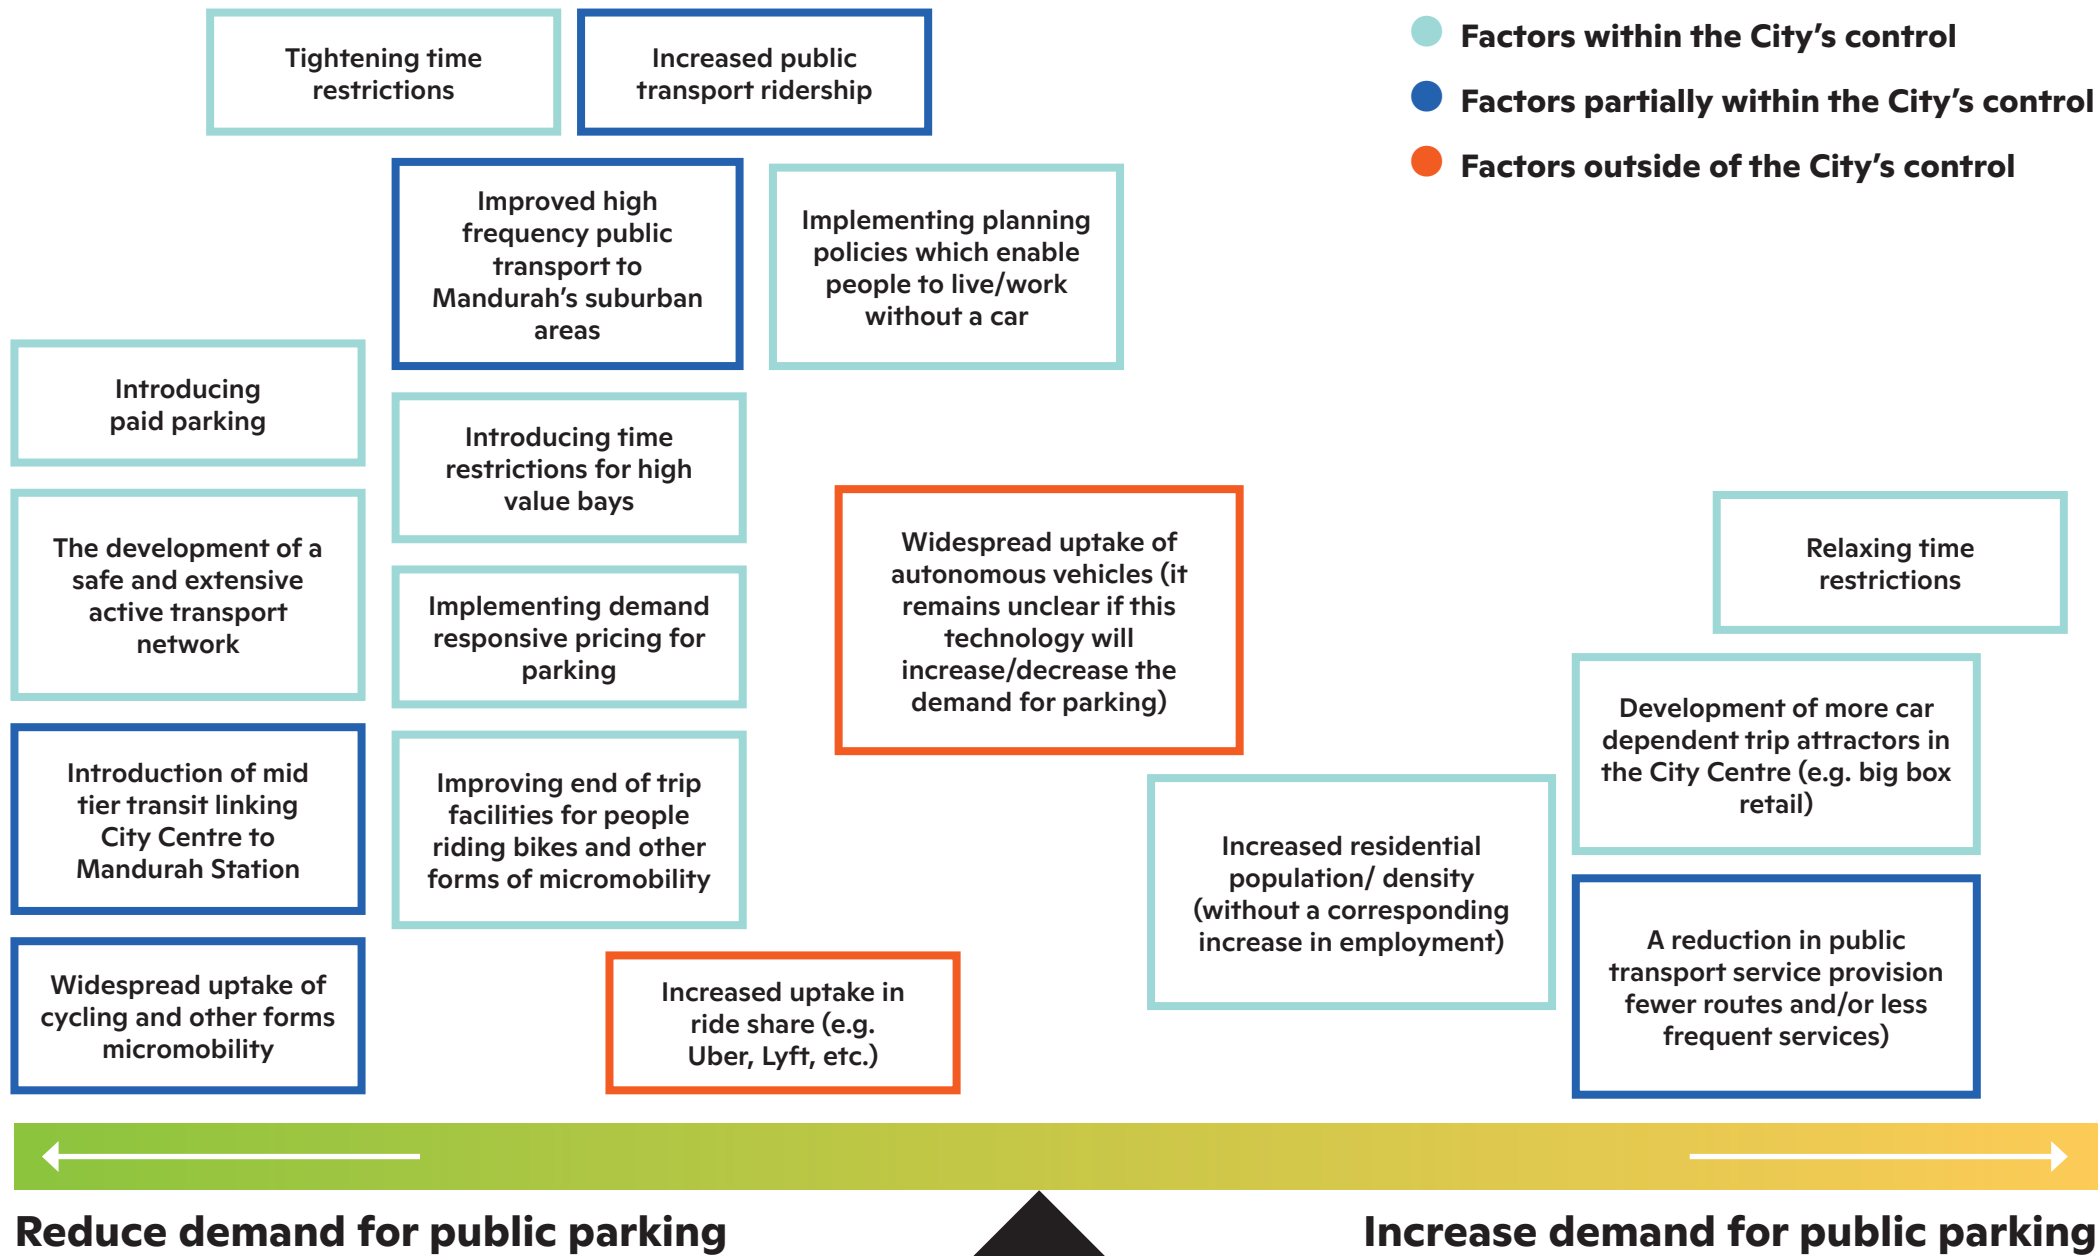 Tightening time
restrictions
Increased public
transport ridership
Factors within the City's control
Factors partially within the City's control
Factors outside of the City's control
Improved high
frequency public
transport to
Mandurah's suburban
areas
Implementing planning
policies which enable
people to live/work
without a car
Introducing
paid parking
Introducing time
restrictions for high
value bays
The development of a
safe and extensive
active transport
network
Implementing demand
responsive pricing for
parking
Widespread uptake of
autonomous vehicles (it
remains unclear if this
technology will
increase/decrease the
demand for parking)
Relaxing time
restrictions
Development of more car
dependent trip attractors in
the City Centre (e.g. big box
retail)
Introduction of mid
tier transit linking
City Centre to
Mandurah Station
Improving end of trip
facilities for people
riding bikes and other
forms of micromobility
Increased residential
population/ density
(without a corresponding
increase in employment)
A reduction in public
transport service provision
fewer routes and/or less
frequent services)
Widespread uptake of
cycling and other forms
micromobility
Increased uptake in
ride share (e.g.
Uber, Lyft, etc.)
Reduce demand for public parking
Increase demand for public parking